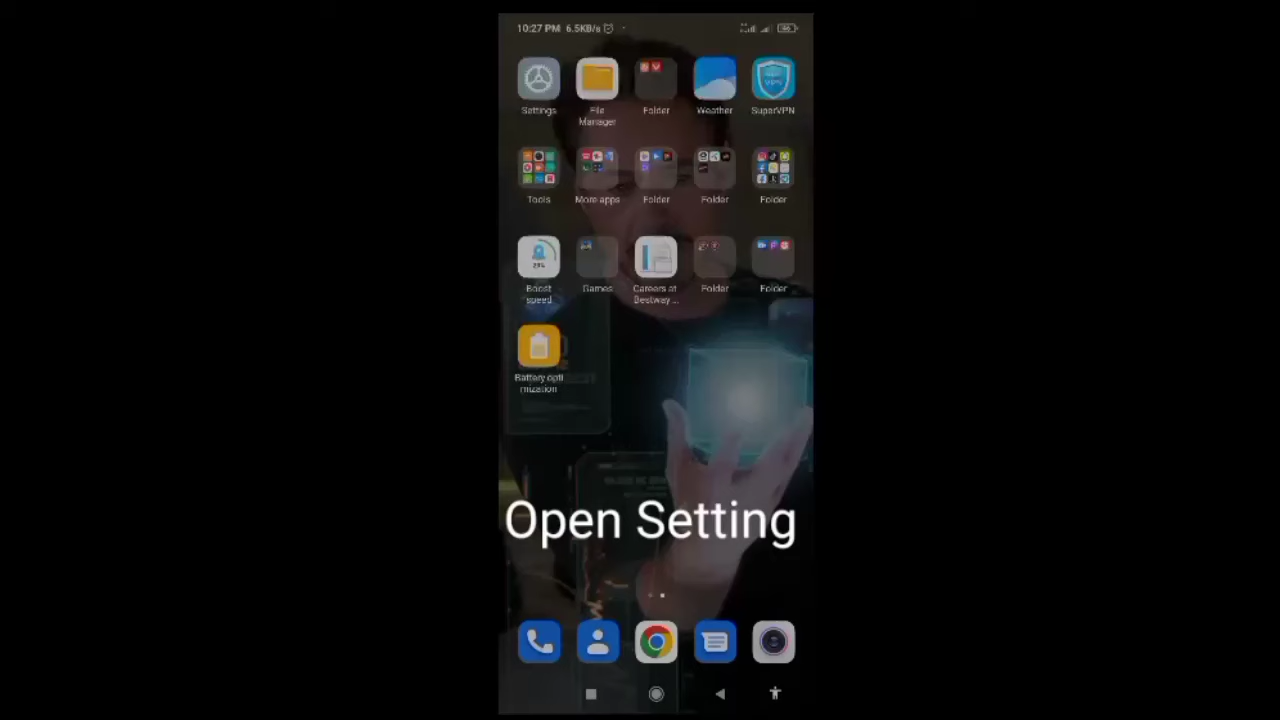 10:27 PM 6.5KB/s
Settings
File
Manager
Folder
Weather
SuperVPN
VPN
Tools
More apps
Folder
Folder
Folder
Boost
speed
Games
Careers at
Bestway ...
Folder
Folder
Battery opti
mization
Open Setting